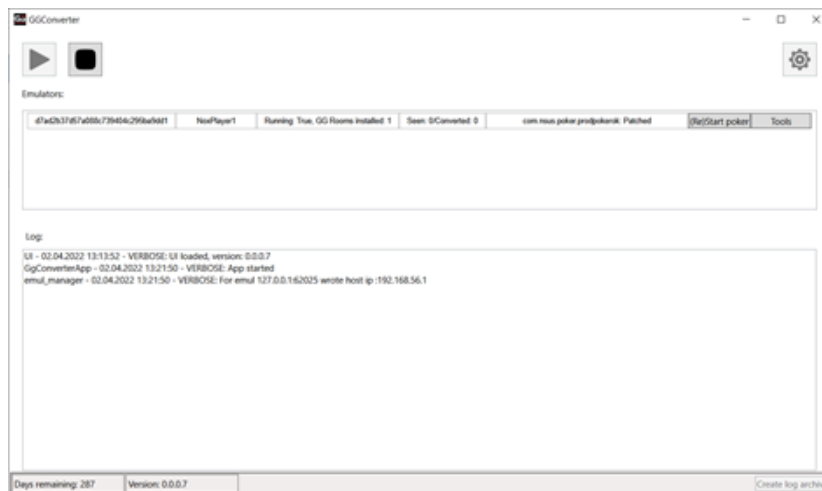 GGConverter
Emulators:
NoxPlayer1 Running: True, GG Rooms installed: 1 Seen: 0/Converted: 0 com.nsus.poker.prodpokerok: Patched (Re)Start poker Tools
Log:
UI - 02.04.2022 13:13:52 - VERBOSE: UI loaded, version: 0.0.0.7
GgConverterApp - 02.04.2022 13:21:50 - VERBOSE: App started
emul_manager - 02.04.2022 13:21:50 - VERBOSE: For emul 127.0.0.1:62025 wrote host ip :192.168.56.1
Days remaining: 287 Version: 0.0.0.7 Create log archiv